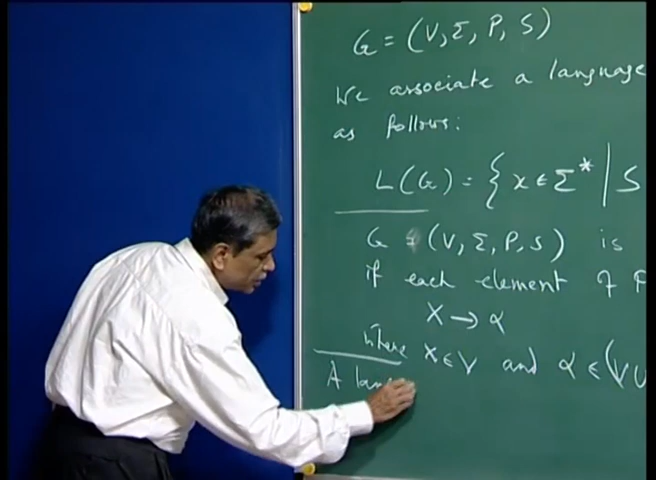 G = (V, Σ, P, S)
We associate a language
as follows:
L(G) = { x ∈ Σ* | S
G = (V, Σ, P, S) is
if each element of P
X → α
where X ∈ V and α ∈ (V ∪
A lan